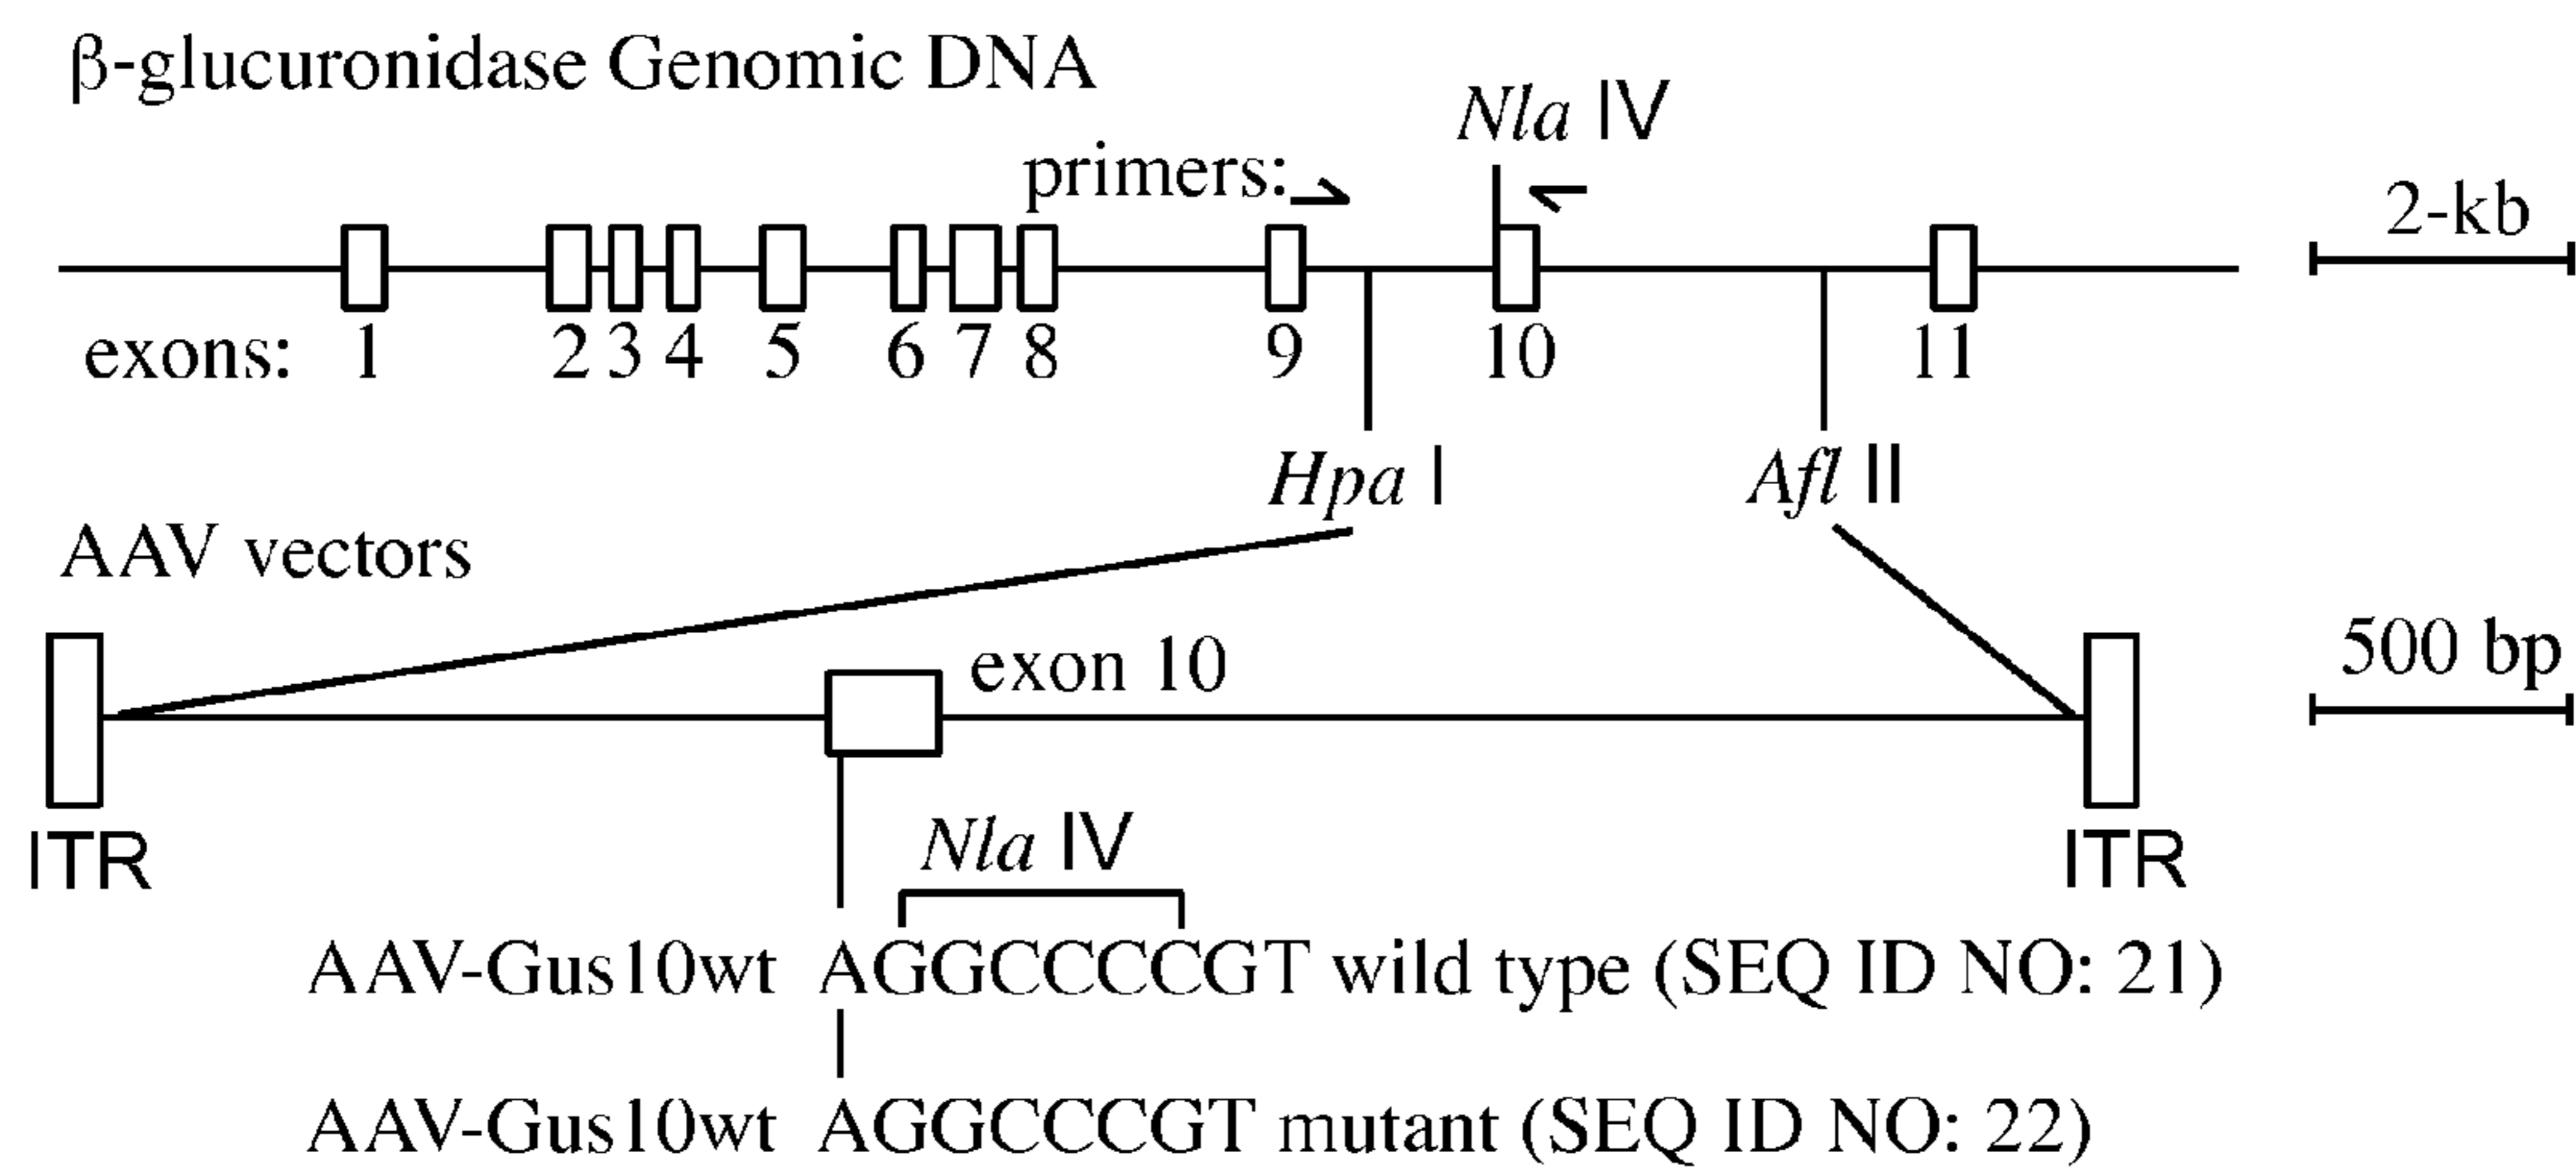 β-glucuronidase Genomic DNA
Nla IV
primers:
2-kb
exons: 1 2 3 4 5 6 7 8 9 10 11
Hpa I Afl II
AAV vectors
exon 10
500 bp
ITR ITR
Nla IV
AAV-Gus10wt AGGCCCCCGT wild type (SEQ ID NO: 21)
AAV-Gus10wt AGGCCCCGT mutant (SEQ ID NO: 22)